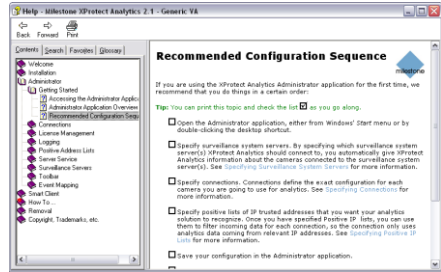 Help - Milestone XProtect Analytics 2.1 - Generic VA
Back Forward Print
Contents Search Favorites Glossary
Welcome
Installation
Administrator
Getting Started
Accessing the Administrator Applic
Administrator Application Overview
Recommended Configuration Sequ
Connections
License Management
Logging
Positive Address Lists
Server Service
Surveillance Servers
Toolbar
Event Mapping
Smart Client
How To...
Removal
Copyright, Trademarks, etc.
Recommended Configuration Sequence
milestone
If you are using the XProtect Analytics Administrator application for the first time, we
recommend that you do things in a certain order:
Tip: You can print this topic and check the list as you go along.
Open the Administrator application, either from Windows' Start menu or by
double-clicking the desktop shortcut.
Specify surveillance system servers. By specifying which surveillance system
server(s) XProtect Analytics should connect to, you automatically give XProtect
Analytics information about the cameras connected to the surveillance system
server(s). See Specifying Surveillance System Servers for more information.
Specify connections. Connections define the exact configuration for each
camera you are going to use for analytics. See Specifying Connections for
more information.
Specify positive lists of IP trusted addresses that you want your analytics
solution to recognize. Once you have specified Positive IP lists, you can use
them to filter incoming data for each connection, so the connection only uses
analytics data coming from relevant IP addresses. See Specifying Positive IP
Lists for more information.
Save your configuration in the Administrator application.